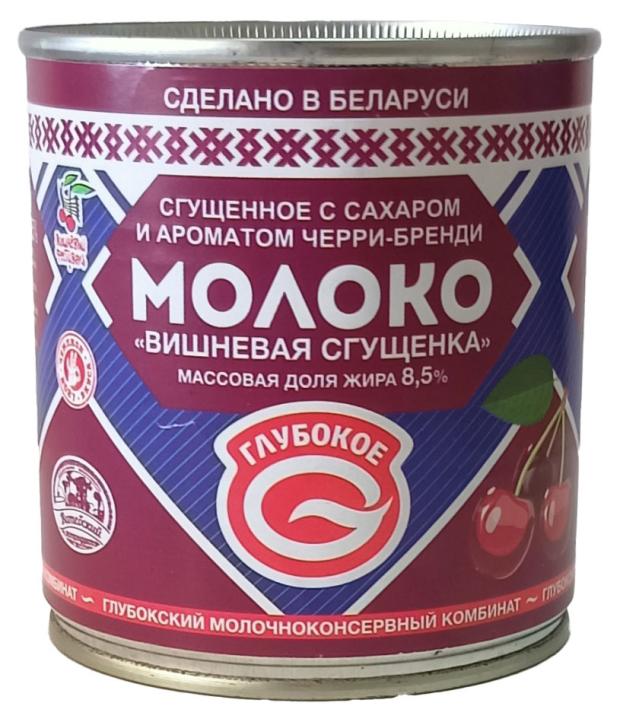 СДЕЛАНО В БЕЛАРУСИ
СГУЩЕННОЕ С САХАРОМ
И АРОМАТОМ ЧЕРРИ-БРЕНДИ
МОЛОКО
«ВИШНЕВАЯ СГУЩЕНКА»
МАССОВАЯ ДОЛЯ ЖИРА 8,5%
ГЛУБОКОЕ
ГЛУБОКСКИЙ МОЛОЧНОКОНСЕРВНЫЙ КОМБИНАТ